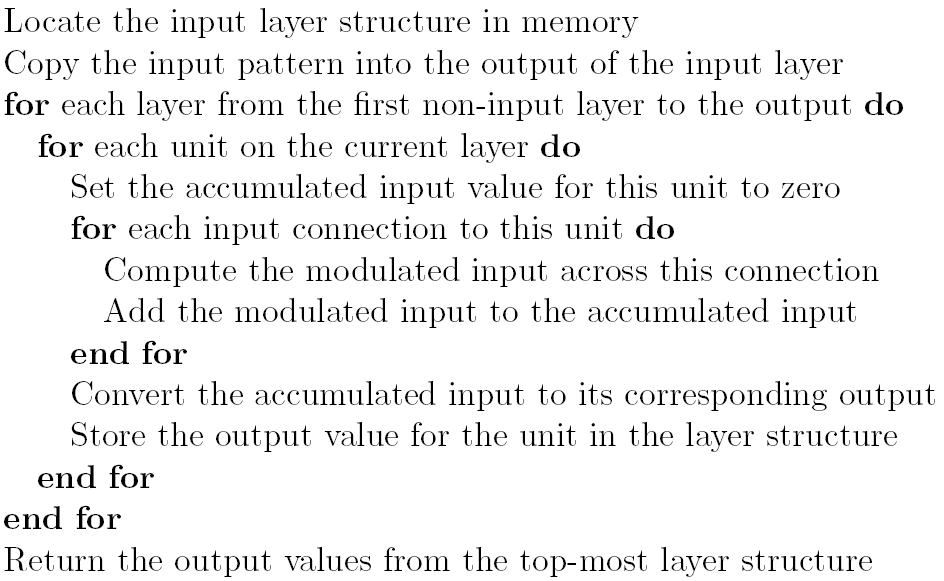 Locate the input layer structure in memory
Copy the input pattern into the output of the input layer
for each layer from the first non-input layer to the output do
for each unit on the current layer do
Set the accumulated input value for this unit to zero
for each input connection to this unit do
Compute the modulated input across this connection
Add the modulated input to the accumulated input
end for
Convert the accumulated input to its corresponding output
Store the output value for the unit in the layer structure
end for
end for
Return the output values from the top-most layer structure